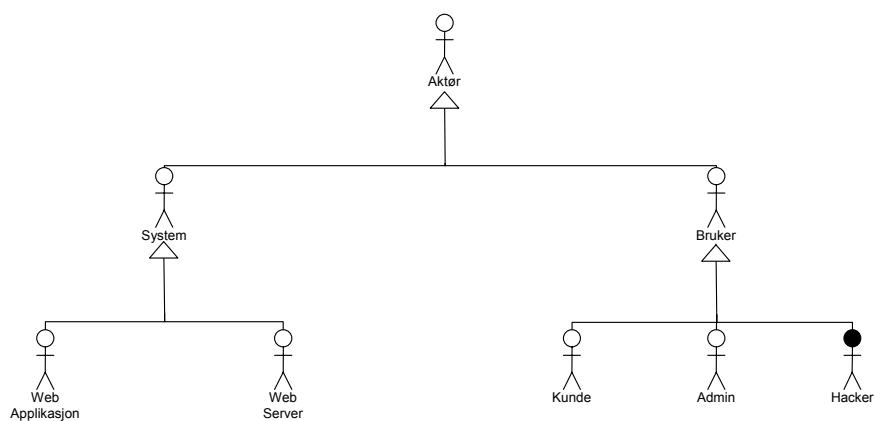 Aktør
System
Bruker
Web
Applikasjon
Web
Server
Kunde
Admin
Hacker